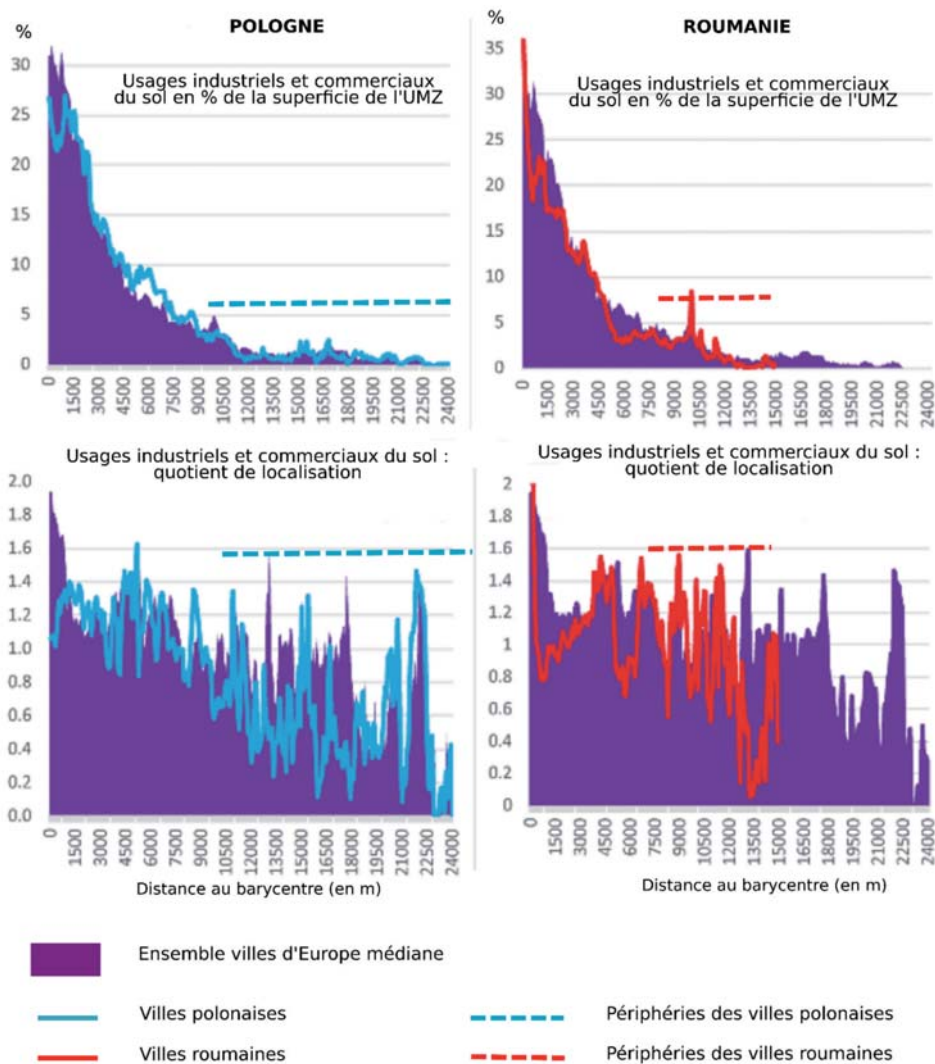 POLOGNE
%
Usages industriels et commerciaux
du sol en % de la superficie de l'UMZ
30
25
20
15
10
5
0
0 1500 3000 4500 6000 7500 9000 10500 12000 13500 15000 16500 18000 19500 21000 22500 24000
ROUMANIE
%
Usages industriels et commerciaux
du sol en % de la superficie de l'UMZ
35
30
25
20
15
10
5
0
0 1500 3000 4500 6000 7500 9000 10500 12000 13500 15000 16500 18000 19500 21000 22500 24000
Usages industriels et commerciaux du sol :
quotient de localisation
2.0
1.8
1.6
1.4
1.2
1.0
0.8
0.6
0.4
0.2
0.0
0 1500 3000 4500 6000 7500 9000 10500 12000 13500 15000 16500 18000 19500 21000 22500 24000
Distance au barycentre (en m)
Usages industriels et commerciaux du sol :
quotient de localisation
2
1.8
1.6
1.4
1.2
1
0.8
0.6
0.4
0.2
0
0 1500 3000 4500 6000 7500 9000 10500 12000 13500 15000 16500 18000 19500 21000 22500 24000
Distance au barycentre (en m)
Ensemble villes d'Europe médiane
Villes polonaises
Périphéries des villes polonaises
Villes roumaines
Périphéries des villes roumaines